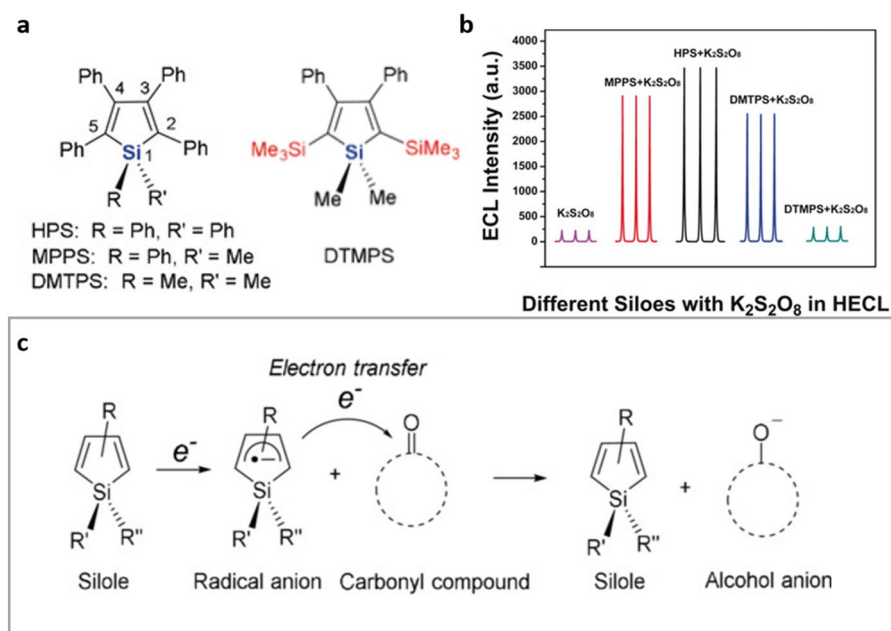 a
Ph
Ph
4
3
5
2
Ph
Si
1
Ph
R
R'
HPS: R = Ph, R' = Ph
MPPS: R = Ph, R' = Me
DMTPS: R = Me, R' = Me
Ph
Ph
Me₃Si
Si
SiMe₃
Me
Me
DTMPS
b
ECL Intensity (a.u.)
4000
3500
3000
2500
2000
1500
1000
500
0
K₂S₂O₈
MPPS+K₂S₂O₈
HPS+K₂S₂O₈
DMTPS+K₂S₂O₈
DTMPS+K₂S₂O₈
Different Siloes with K₂S₂O₈ in HECL
c
Electron transfer
R
Si
R'
R"
Silole
e⁻
R
Si
R'
R"
Radical anion
e⁻
+
O
Carbonyl compound
R
Si
R'
R"
Silole
+
O⁻
Alcohol anion